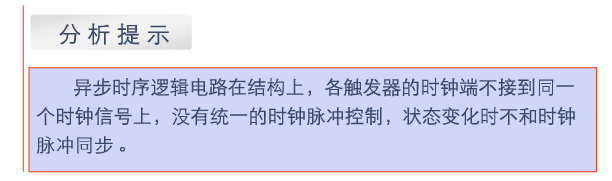 分析提示
异步时序逻辑电路在结构上，各触发器的时钟端不接到同一
个时钟信号上，没有统一的时钟脉冲控制，状态变化时不和时钟
脉冲同步。